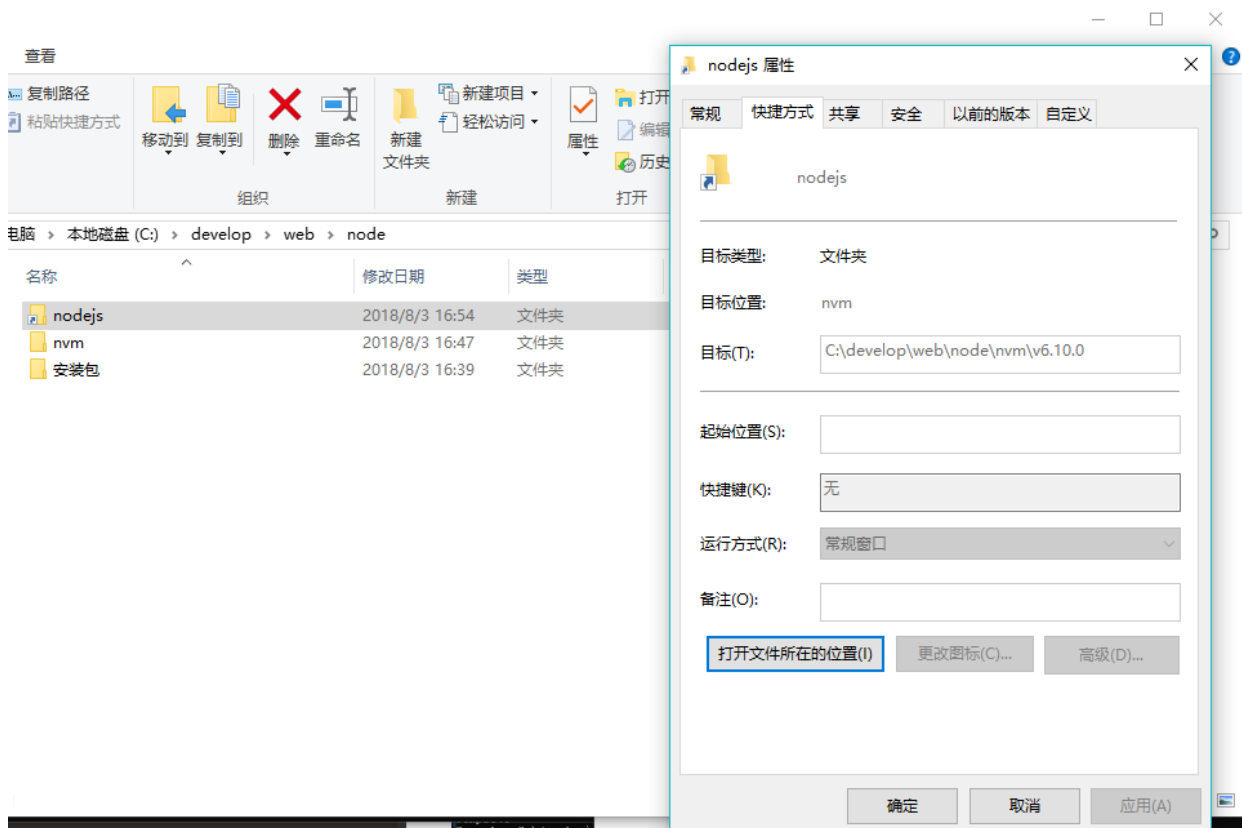 查看
复制路径
粘贴快捷方式
移动到 复制到
删除 重命名
组织
新建
文件夹
新建项目
轻松访问
新建
属性
打开
编辑
历史
打开
电脑 > 本地磁盘 (C:) > develop > web > node
名称 修改日期 类型
nodejs 2018/8/3 16:54 文件夹
nvm 2018/8/3 16:47 文件夹
安装包 2018/8/3 16:39 文件夹
nodejs 属性
常规 快捷方式 共享 安全 以前的版本 自定义
nodejs
目标类型: 文件夹
目标位置: nvm
目标(T): C:\develop\web\node\nvm\v6.10.0
起始位置(S):
快捷键(K): 无
运行方式(R): 常规窗口
备注(O):
打开文件所在的位置(I) 更改图标(C)... 高级(D)...
确定 取消 应用(A)